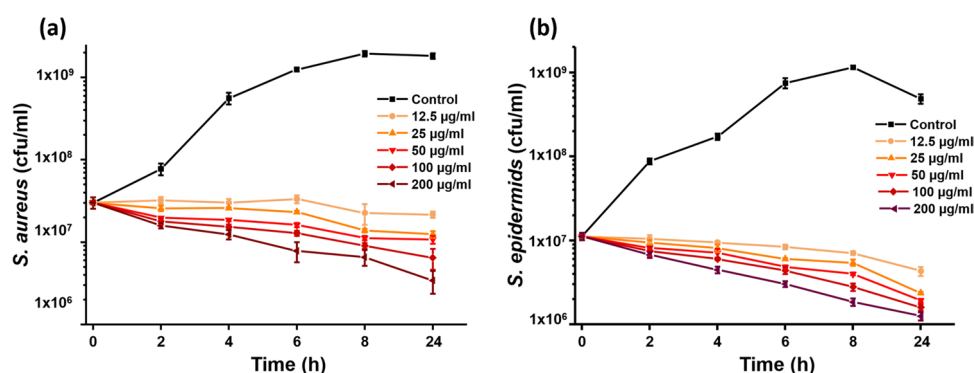 (a)
S. aureus (cfu/ml)
1x10⁹
1x10⁸
1x10⁷
1x10⁶
Control
12.5 µg/ml
25 µg/ml
50 µg/ml
100 µg/ml
200 µg/ml
0 2 4 6 8 24
Time (h)
(b)
S. epidermids (cfu/ml)
1x10⁹
1x10⁸
1x10⁷
1x10⁶
Control
12.5 µg/ml
25 µg/ml
50 µg/ml
100 µg/ml
200 µg/ml
0 2 4 6 8 24
Time (h)